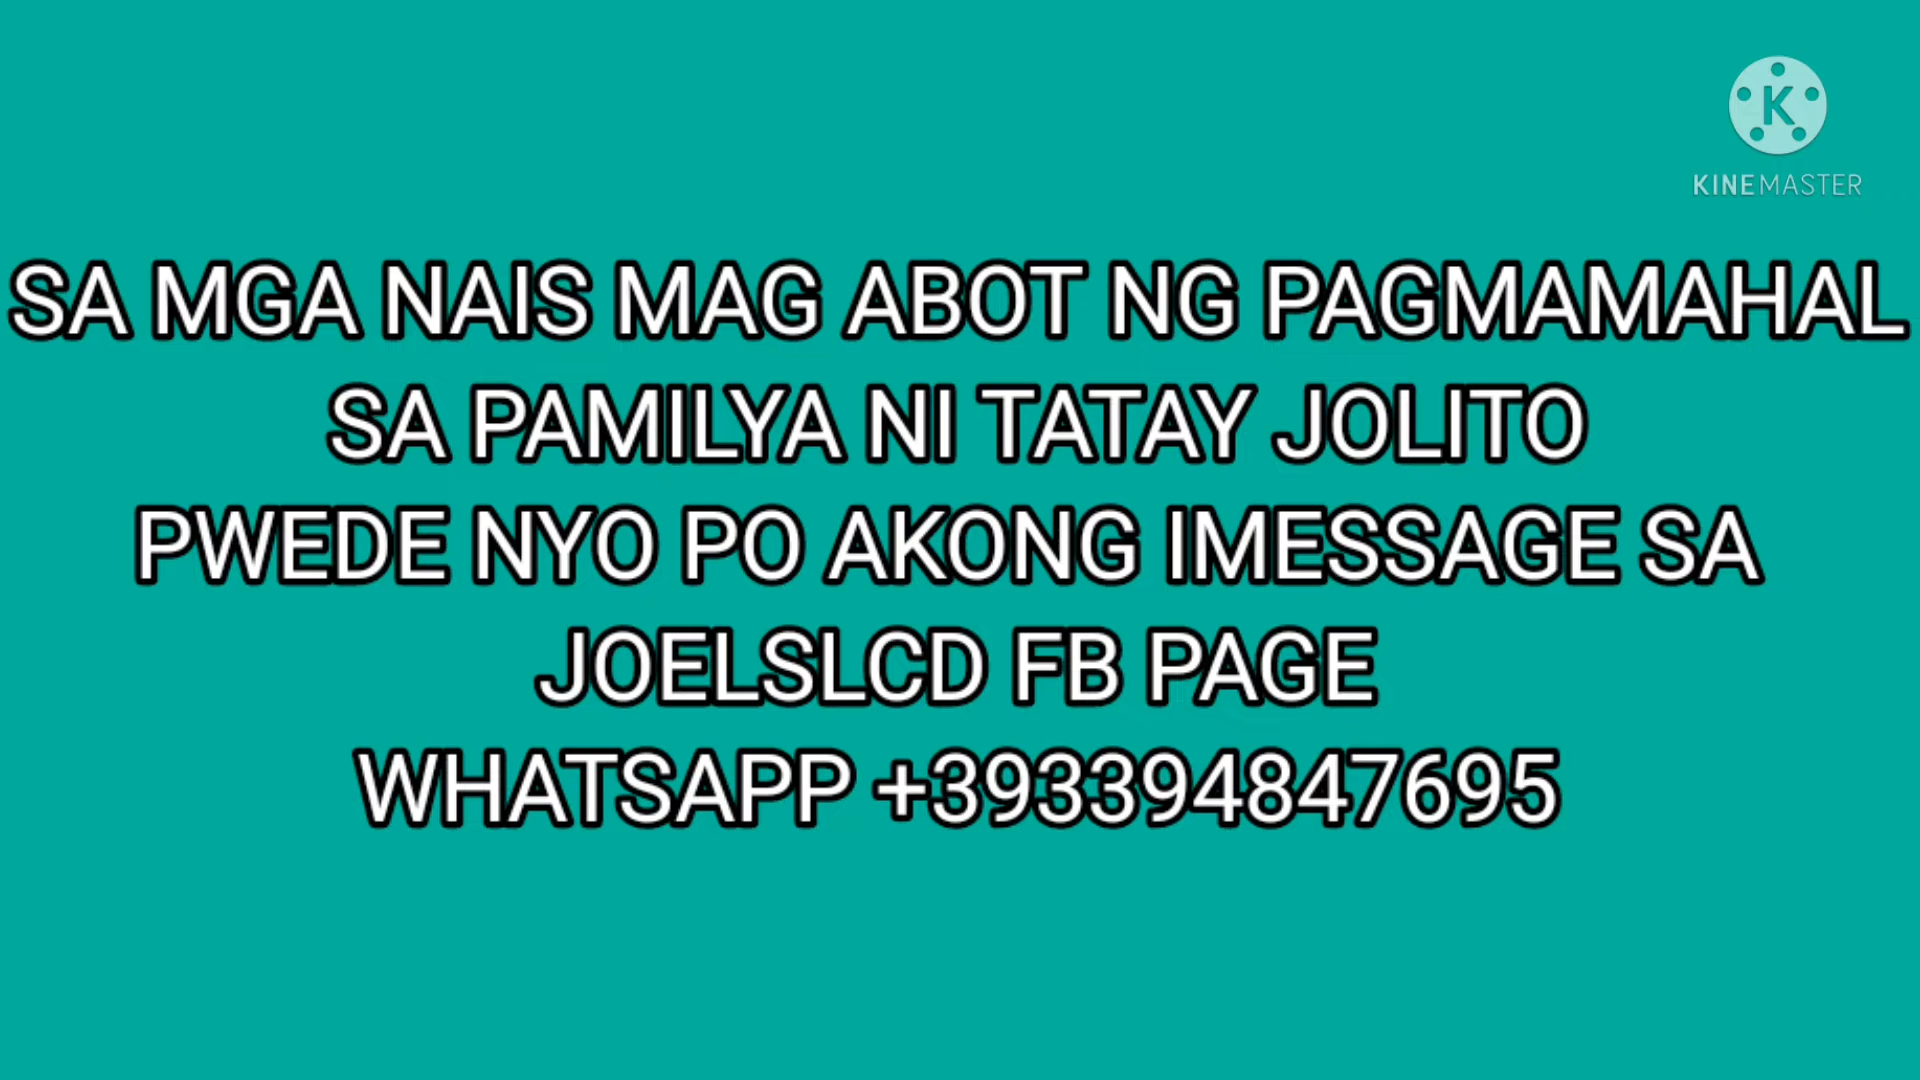 K
KINEMASTER
SA MGA NAIS MAG ABOT NG PAGMAMAHAL
SA PAMILYA NI TATAY JOLITO
PWEDE NYO PO AKONG IMESSAGE SA
JOELSLCD FB PAGE
WHATSAPP +393394847695